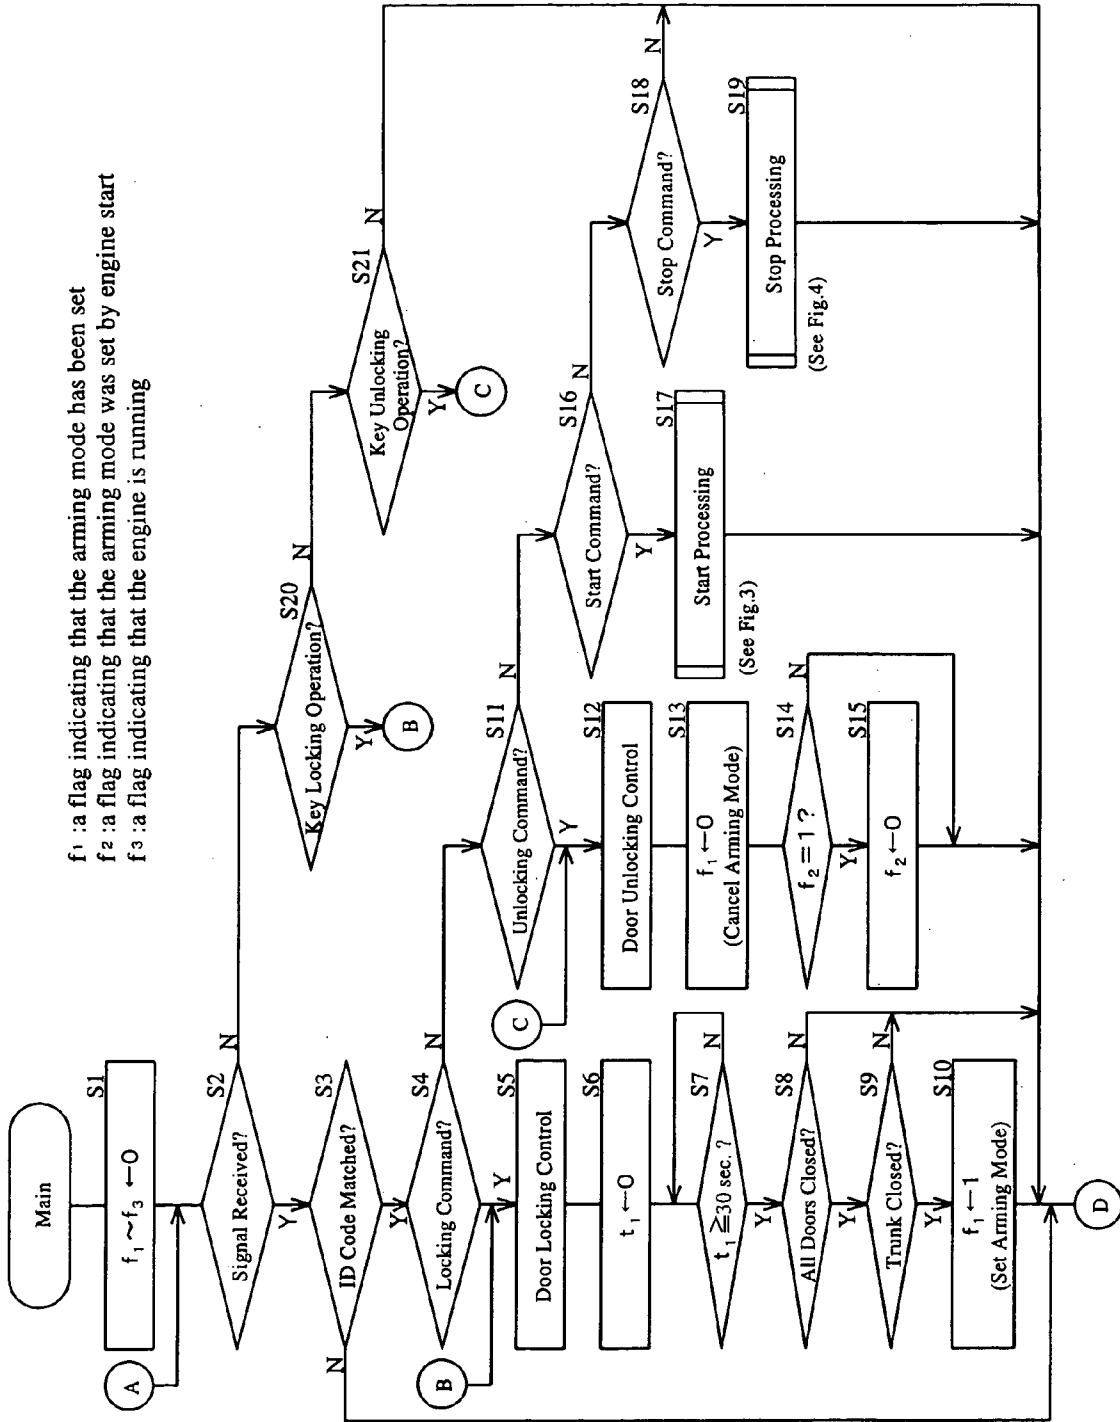 f1 :a flag indicating that the arming mode has been set
f2 :a flag indicating that the arming mode was set by engine start
f3 :a flag indicating that the engine is running
Main
S1
f1 ~f3 ←0
A
S2
Signal Received?
N
Y
S3
ID Code Matched?
N
Y
S4
Locking Command?
N
Y
B
S5
Door Locking Control
S6
t1 ←0
S7
t1 ≧30 sec. ?
N
Y
S8
All Doors Closed?
N
Y
S9
Trunk Closed?
N
Y
S10
f1 ←1
(Set Arming Mode)
D
S11
Unlocking Command?
N
Y
C
S12
Door Unlocking Control
S13
f1 ←0
(Cancel Arming Mode)
S14
f2 = 1 ?
N
Y
S15
f2 ←0
S16
Start Command?
N
Y
S17
Start Processing
(See Fig.3)
S18
Stop Command?
N
Y
S19
Stop Processing
(See Fig.4)
S20
Key Locking Operation?
N
Y
B
S21
Key Unlocking
Operation?
N
Y
C